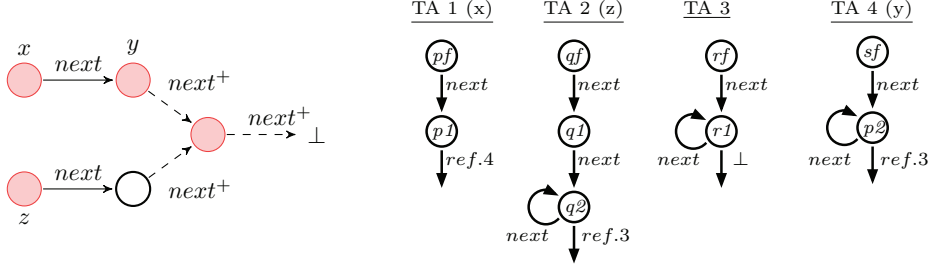 x
y
next
next⁺
next⁺
⊥
next
next⁺
z
TA 1 (x)
pf
next
p1
ref.4
TA 2 (z)
qf
next
q1
next
q2
next
ref.3
TA 3
rf
next
r1
next
⊥
TA 4 (y)
sf
next
p2
next
ref.3